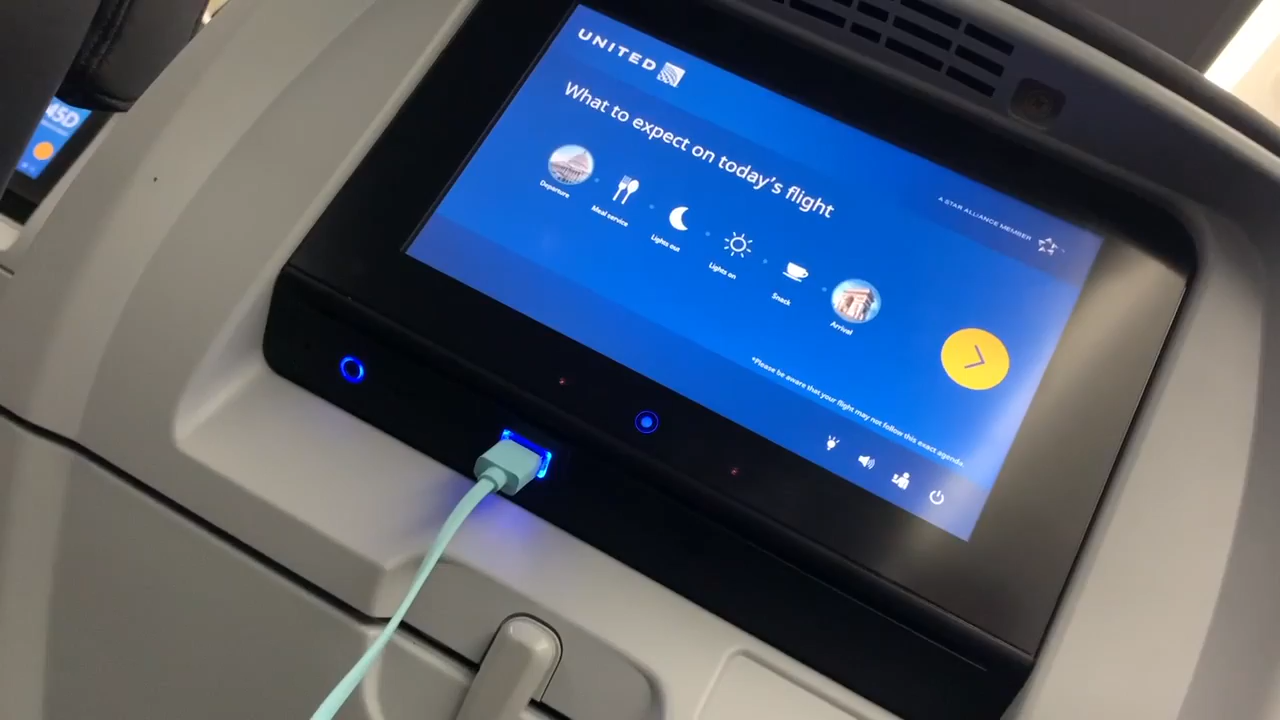 45D
UNITED
What to expect on today's flight
A STAR ALLIANCE MEMBER
Departure
Meal service
Lights out
Lights on
Snack
Arrival
*Please be aware that your flight may not follow this exact agenda.